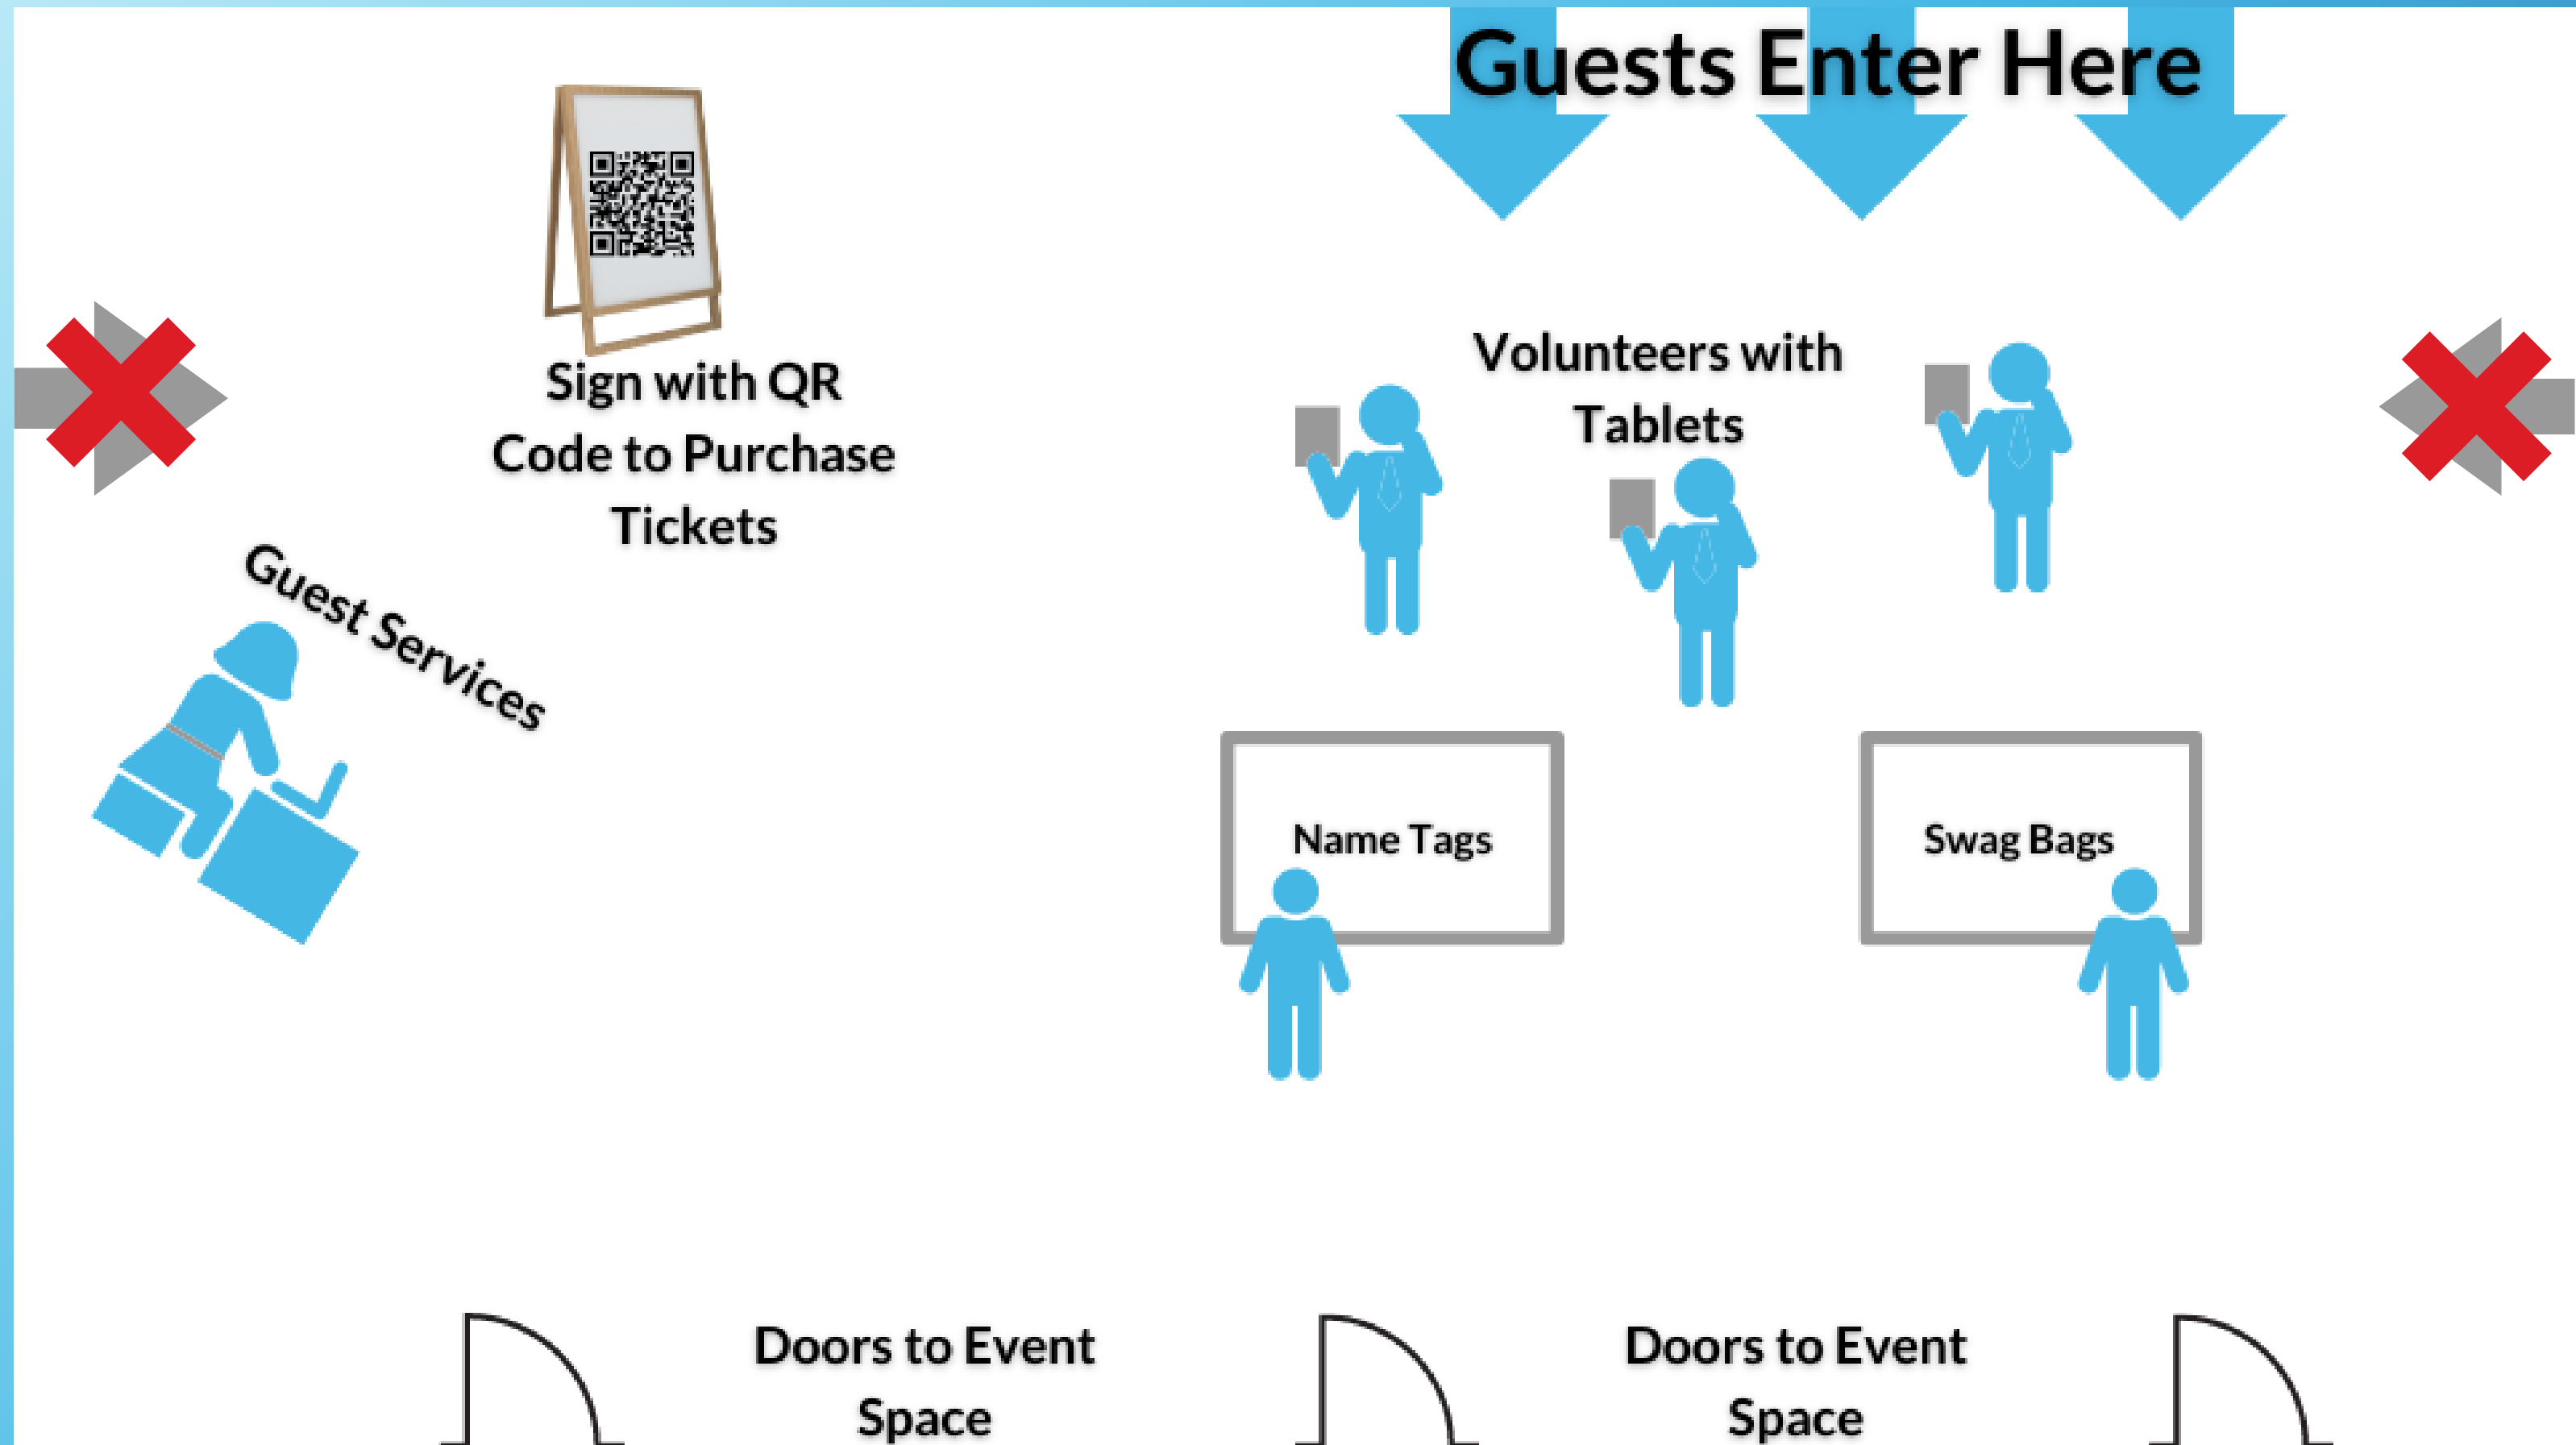 Guests Enter Here
Sign with QR
Code to Purchase
Tickets
Volunteers with
Tablets
Guest Services
Name Tags
Swag Bags
Doors to Event
Space
Doors to Event
Space